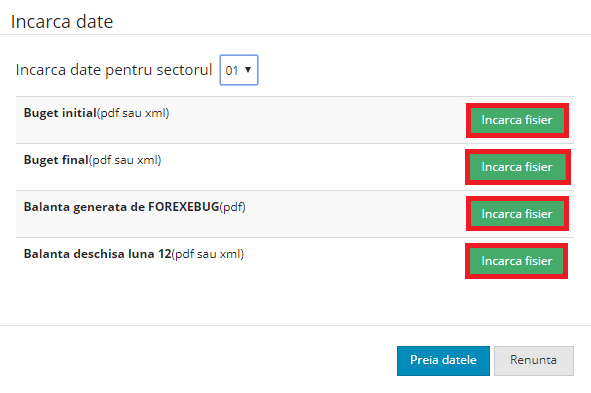 Incarca date
Incarca date pentru sectorul 01
Buget initial(pdf sau xml) Incarca fisier
Buget final(pdf sau xml) Incarca fisier
Balanta generata de FOREXEBUG(pdf) Incarca fisier
Balanta deschisa luna 12(pdf sau xml) Incarca fisier
Preia datele Renunta